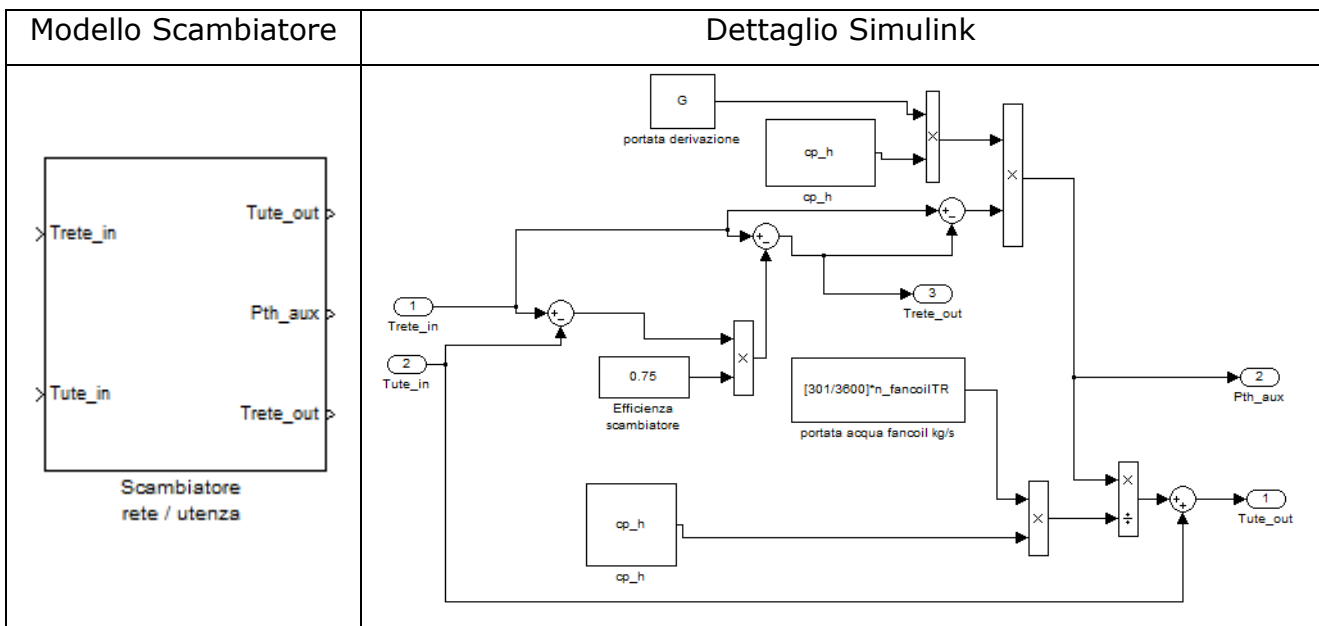 Modello Scambiatore
Dettaglio Simulink
Trete_in
Tute_in
Tute_out
Pth_aux
Trete_out
Scambiatore
rete / utenza
G
portata derivazione
cp_h
cp_h
×
×
1
Trete_in
2
Tute_in
3
Trete_out
0.75
Efficienza
scambiatore
×
[301/3600]*n_fancoilTR
portata acqua fancoil kg/s
2
Pth_aux
cp_h
cp_h
×
×
÷
1
Tute_out